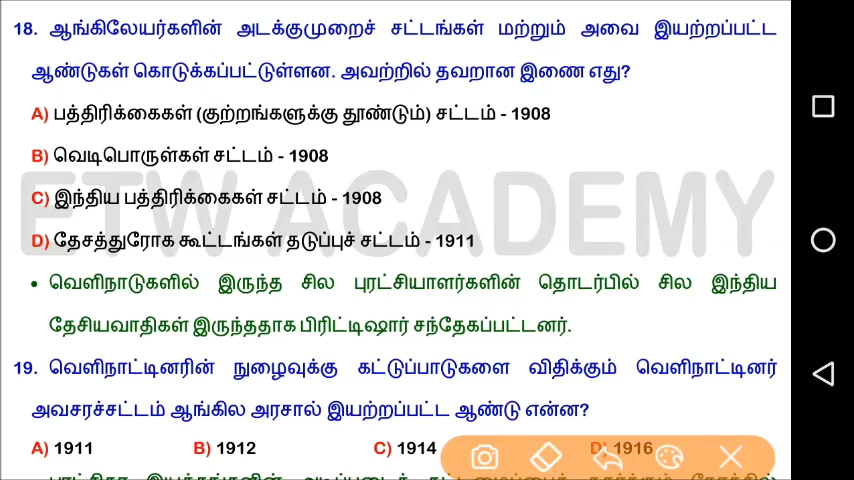 18. ஆங்கிலேயர்களின் அடக்குமுறைச் சட்டங்கள் மற்றும் அவை இயற்றப்பட்ட
ஆண்டுகள் கொடுக்கப்பட்டுள்ளன. அவற்றில் தவறான இணை எது?
A) பத்திரிக்கைகள் (குற்றங்களுக்கு தூண்டும்) சட்டம் - 1908
B) வெடிபொருள்கள் சட்டம் - 1908
ETW ACADEMY
C) இந்திய பத்திரிக்கைகள் சட்டம் - 1908
D) தேசத்துரோக கூட்டங்கள் தடுப்புச் சட்டம் - 1911
• வெளிநாடுகளில் இருந்த சில புரட்சியாளர்களின் தொடர்பில் சில இந்திய
தேசியவாதிகள் இருந்ததாக பிரிட்டிஷார் சந்தேகப்பட்டனர்.
19. வெளிநாட்டினரின் நுழைவுக்கு கட்டுப்பாடுகளை விதிக்கும் வெளிநாட்டினர்
அவசரச்சட்டம் ஆங்கில அரசால் இயற்றப்பட்ட ஆண்டு என்ன?
A) 1911 B) 1912 C) 1914 D) 1916